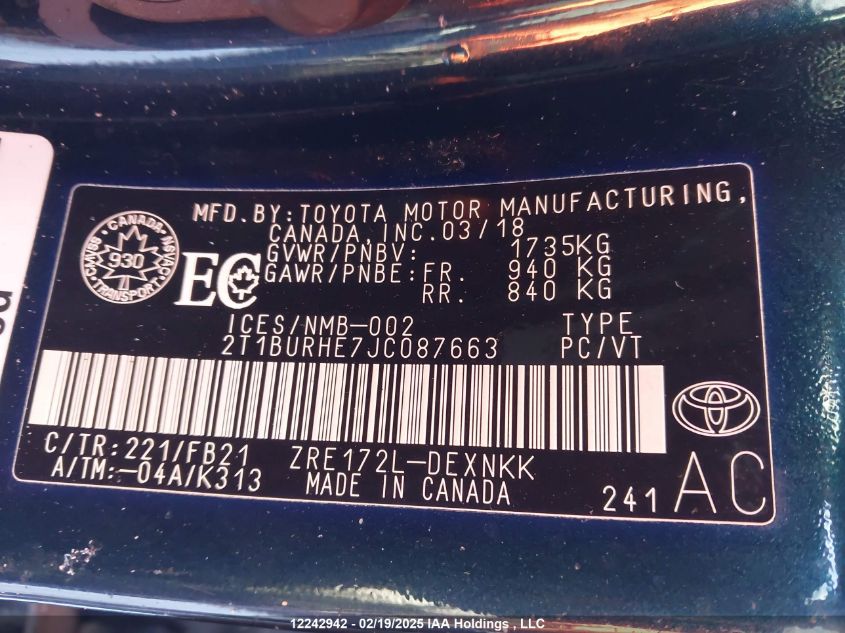 MFD.BY:TOYOTA MOTOR MANUFACTURING,
CANADA, INC.03/18
GVWR/PNBV: 1735KG
GAWR/PNBE:FR. 940 KG
RR. 840 KG
CANADA
930
TRANSPORT
EC
ICES/NMB-002 TYPE
2T1BURHE7JC087663 PC/VT
C/TR:221/FB21 ZRE172L-DEXNKK
A/TM:-04A/K313 MADE IN CANADA
241 AC
12242942 - 02/19/2025 IAA Holdings , LLC